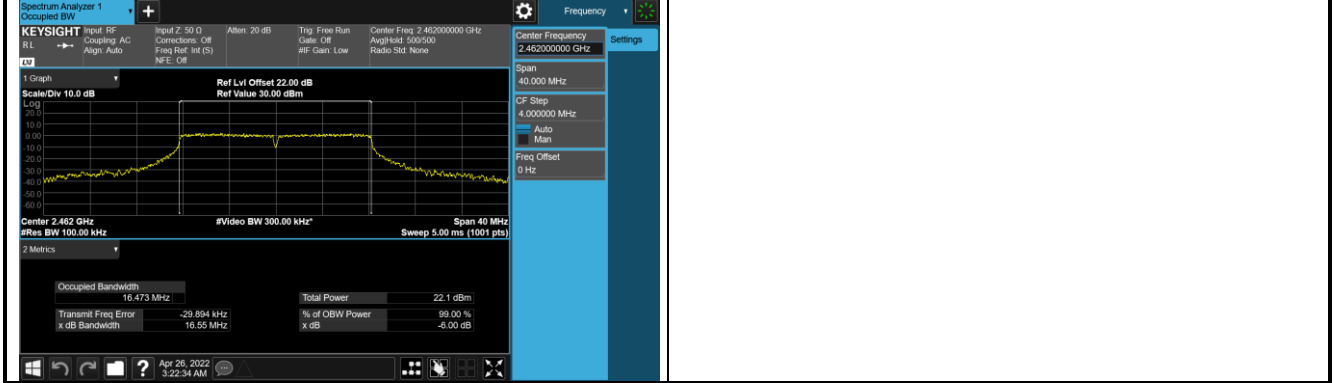 Spectrum Analyzer 1
Occupied BW
+
Frequency
KEYSIGHT
R L
LXI
Input: RF
Coupling: AC
Align: Auto
Input Z: 50 Ω
Corrections: Off
Freq Ref: Int (S)
NFE: Off
Atten: 20 dB
Trig: Free Run
Gate: Off
#IF Gain: Low
Center Freq: 2.462000000 GHz
Avg|Hold: 500/500
Radio Std: None
Center Frequency
2.462000000 GHz
Settings
Span
40.000 MHz
CF Step
4.000000 MHz
Auto
Man
Freq Offset
0 Hz
1 Graph
Scale/Div 10.0 dB
Ref Lvl Offset 22.00 dB
Ref Value 30.00 dBm
Log
20.0
10.0
0.00
-10.0
-20.0
-30.0
-40.0
-50.0
-60.0
Center 2.462 GHz
#Video BW 300.00 kHz*
Span 40 MHz
#Res BW 100.00 kHz
Sweep 5.00 ms (1001 pts)
2 Metrics
Occupied Bandwidth
16.473 MHz
Total Power 22.1 dBm
Transmit Freq Error -29.894 kHz
% of OBW Power 99.00 %
x dB Bandwidth 16.55 MHz
x dB -6.00 dB
?
Apr 26, 2022
3:22:34 AM